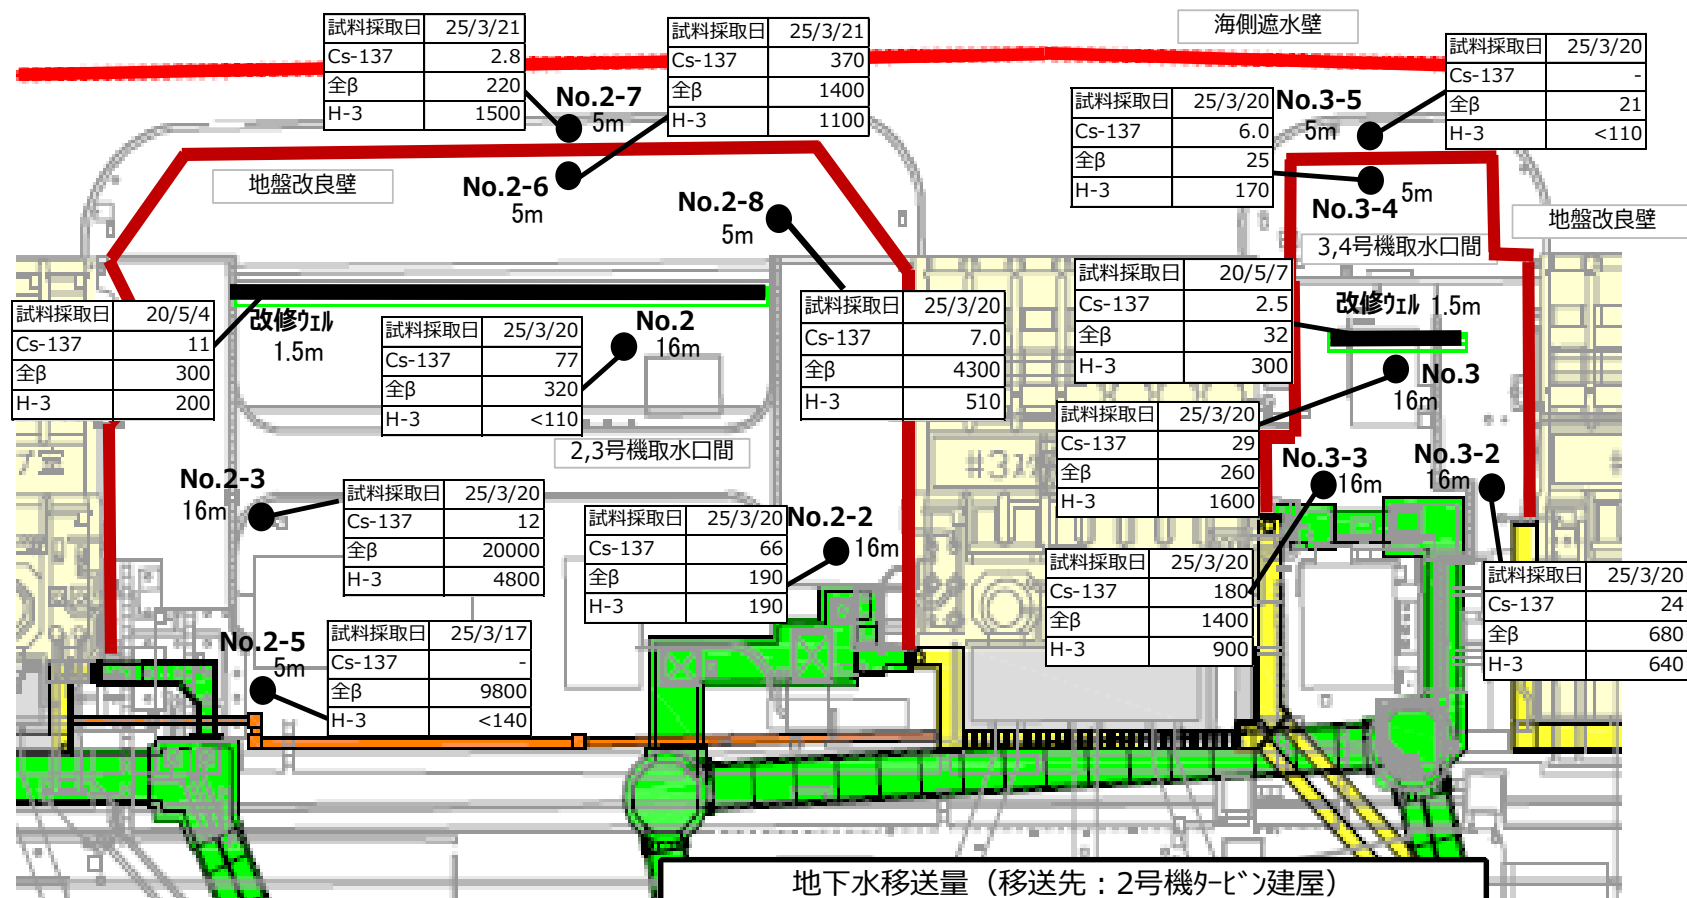 試料採取日 25/3/21
Cs-137 2.8
全β 220
H-3 1500
No.2-7
5m
試料採取日 25/3/21
Cs-137 370
全β 1400
H-3 1100
No.2-6
5m
海側遮水壁
試料採取日 25/3/20
Cs-137 -
全β 21
H-3 <110
No.3-5
5m
試料採取日 25/3/20
Cs-137 6.0
全β 25
H-3 170
No.3-4
5m
地盤改良壁
地盤改良壁
No.2-8
5m
3,4号機取水口間
試料採取日 20/5/4
Cs-137 11
全β 300
H-3 200
改修ｳｪﾙ
1.5m
試料採取日 25/3/20
Cs-137 77
全β 320
H-3 <110
No.2
16m
試料採取日 25/3/20
Cs-137 7.0
全β 4300
H-3 510
試料採取日 20/5/7
Cs-137 2.5
全β 32
H-3 300
改修ｳｪﾙ 1.5m
No.3
16m
試料採取日 25/3/20
Cs-137 29
全β 260
H-3 1600
2,3号機取水口間
No.2-3
16m
試料採取日 25/3/20
Cs-137 12
全β 20000
H-3 4800
試料採取日 25/3/20
Cs-137 66
全β 190
H-3 190
No.2-2
16m
No.3-3
16m
No.3-2
16m
試料採取日 25/3/20
Cs-137 180
全β 1400
H-3 900
試料採取日 25/3/20
Cs-137 24
全β 680
H-3 640
No.2-5
5m
試料採取日 25/3/17
Cs-137 -
全β 9800
H-3 <140
地下水移送量（移送先：2号機ﾀｰﾋﾞﾝ建屋）